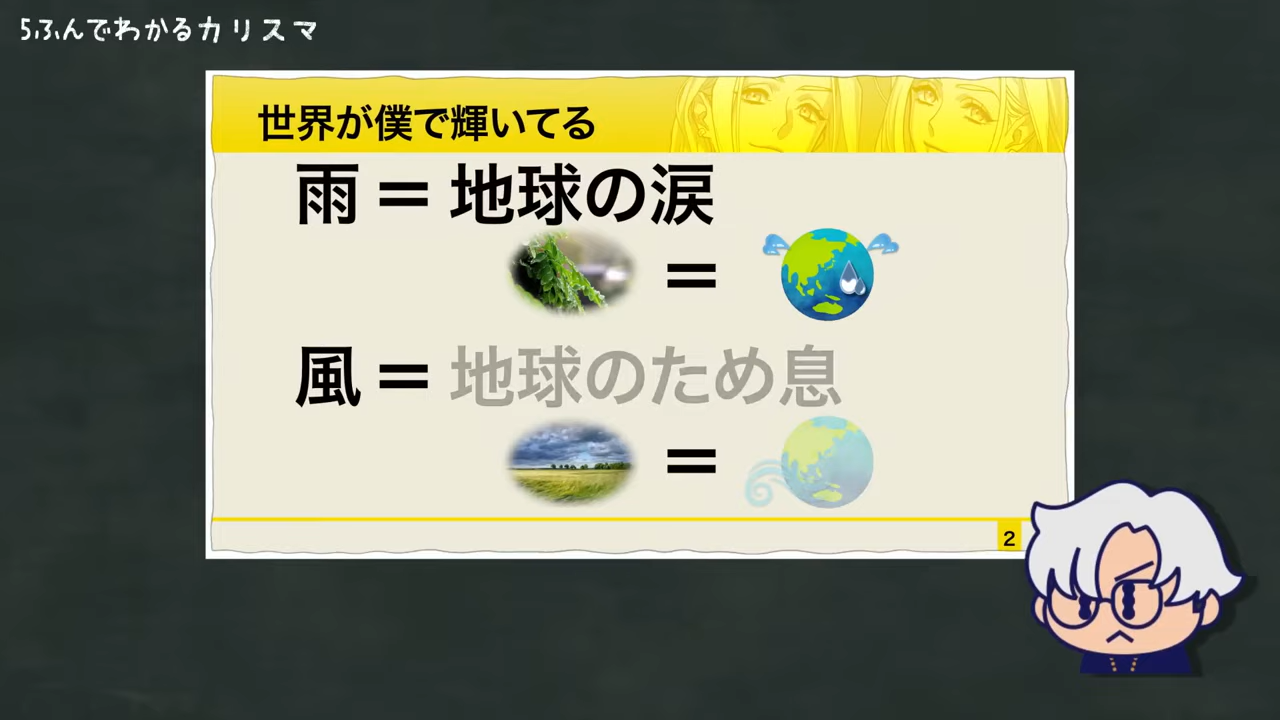 5ふんでわかるカリスマ
世界が僕で輝いてる
雨＝地球の涙
＝
風＝地球のため息
＝
2